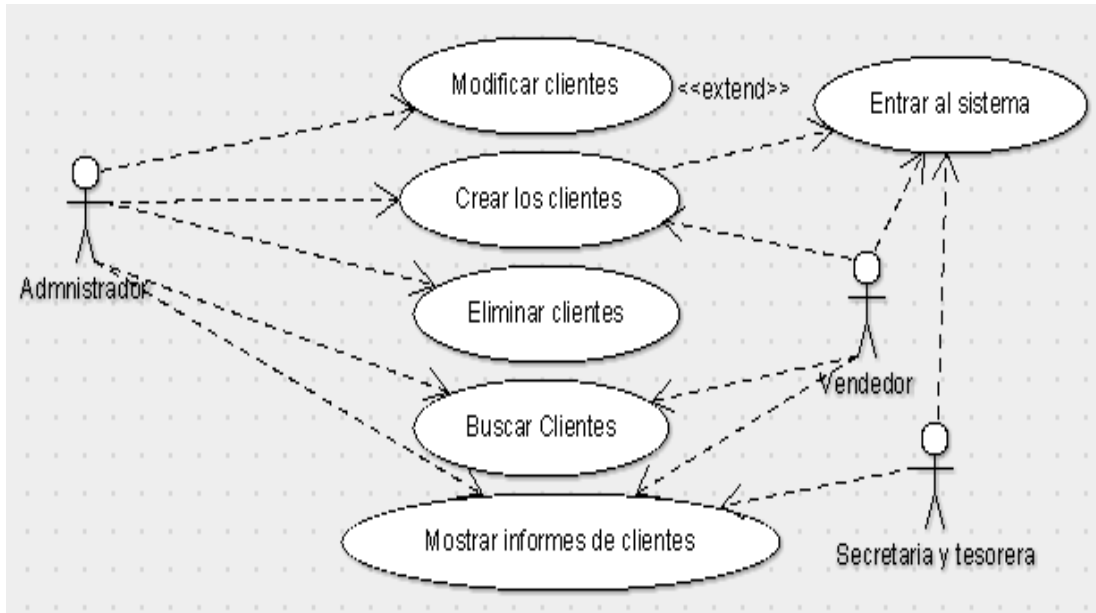 Modificar clientes
<<extend>>
Entrar al sistema
Crear los clientes
Admnistrador
Eliminar clientes
Vendedor
Buscar Clientes
Mostrar informes de clientes
Secretaria y tesorera